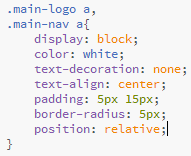 .main-logo a,
.main-nav a{
display: block;
color: white;
text-decoration: none;
text-align: center;
padding: 5px 15px;
border-radius: 5px;
position: relative;
}